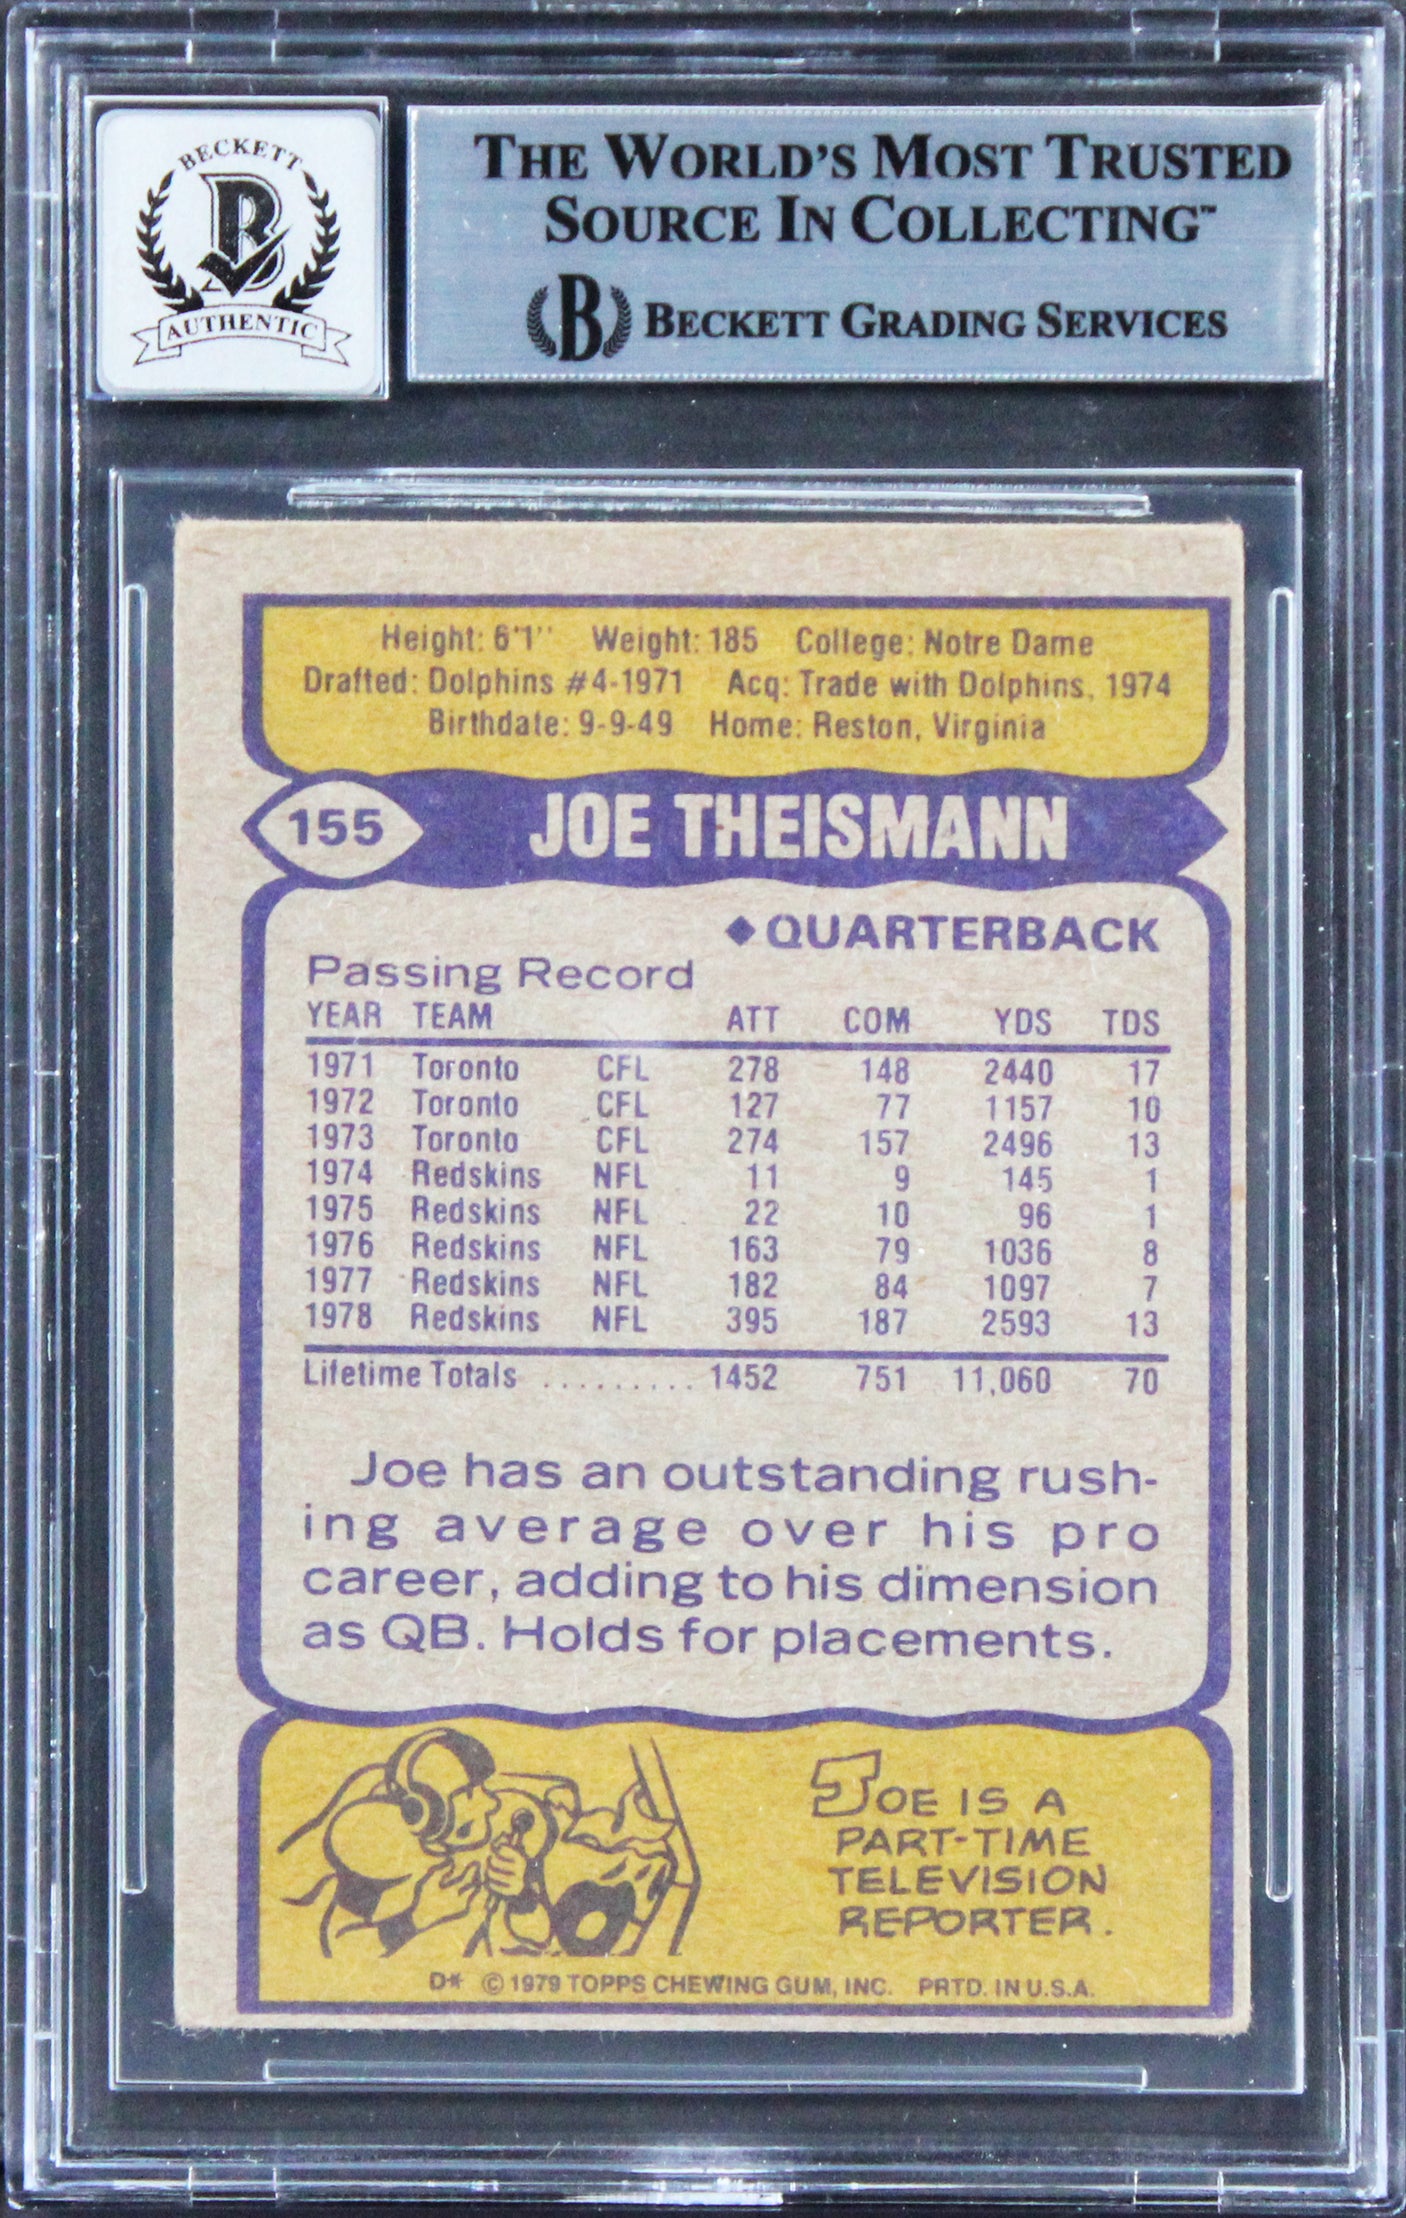 BECKETT
B
AUTHENTIC
THE WORLD'S MOST TRUSTED
SOURCE IN COLLECTING™
B BECKETT GRADING SERVICES
Height: 6'1" Weight: 185 College: Notre Dame
Drafted: Dolphins #4-1971 Acq: Trade with Dolphins, 1974
Birthdate: 9-9-49 Home: Reston, Virginia
155 JOE THEISMANN
◆QUARTERBACK
Passing Record
YEAR TEAM ATT COM YDS TDS
1971 Toronto CFL 278 148 2440 17
1972 Toronto CFL 127 77 1157 10
1973 Toronto CFL 274 157 2496 13
1974 Redskins NFL 11 9 145 1
1975 Redskins NFL 22 10 96 1
1976 Redskins NFL 163 79 1036 8
1977 Redskins NFL 182 84 1097 7
1978 Redskins NFL 395 187 2593 13
Lifetime Totals ......... 1452 751 11,060 70
Joe has an outstanding rush-
ing average over his pro
career, adding to his dimension
as QB. Holds for placements.
JOE IS A
PART-TIME
TELEVISION
REPORTER.
D* © 1979 TOPPS CHEWING GUM, INC. PRTD. IN U.S.A.